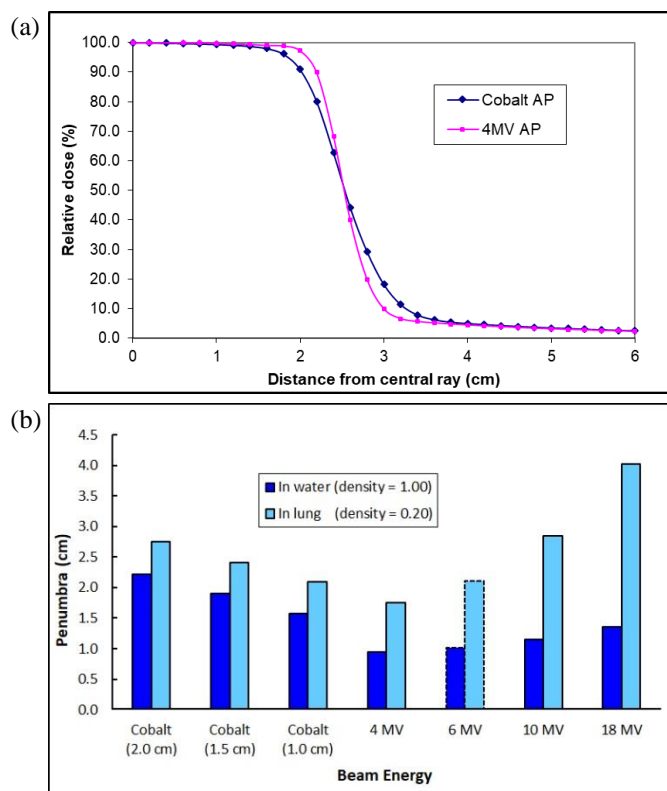 (a)
100.0
90.0
80.0
70.0
60.0
50.0
40.0
30.0
20.0
10.0
0.0
Relative dose (%)
Cobalt AP
4MV AP
0 1 2 3 4 5 6
Distance from central ray (cm)
(b)
4.5
4.0
3.5
3.0
2.5
2.0
1.5
1.0
0.5
0.0
Penumbra (cm)
In water (density = 1.00)
In lung (density = 0.20)
Cobalt Cobalt Cobalt 4 MV 6 MV 10 MV 18 MV
(2.0 cm) (1.5 cm) (1.0 cm)
Beam Energy